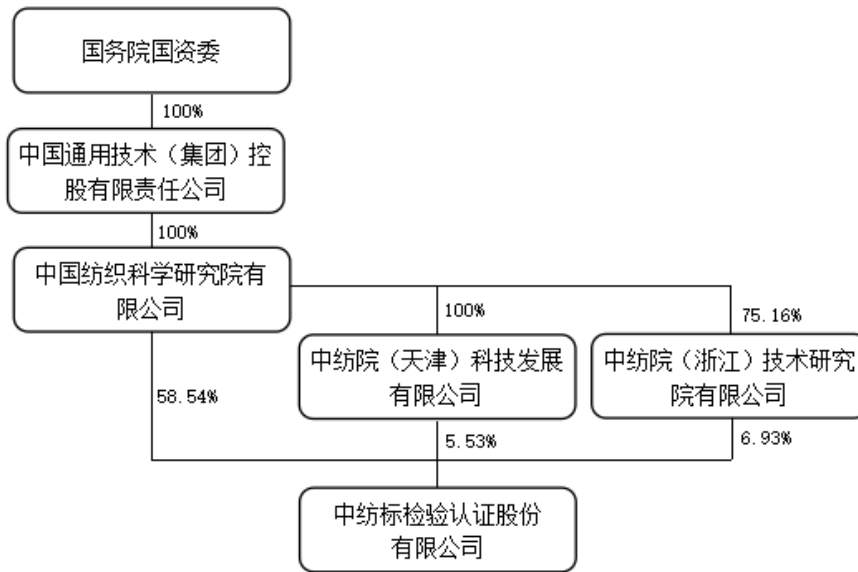 国务院国资委
100%
中国通用技术（集团）控
股有限责任公司
100%
中国纺织科学研究院有
限公司
100%
75.16%
中纺院（天津）科技发展
有限公司
中纺院（浙江）技术研究
院有限公司
58.54%
5.53%
6.93%
中纺标检验认证股份
有限公司